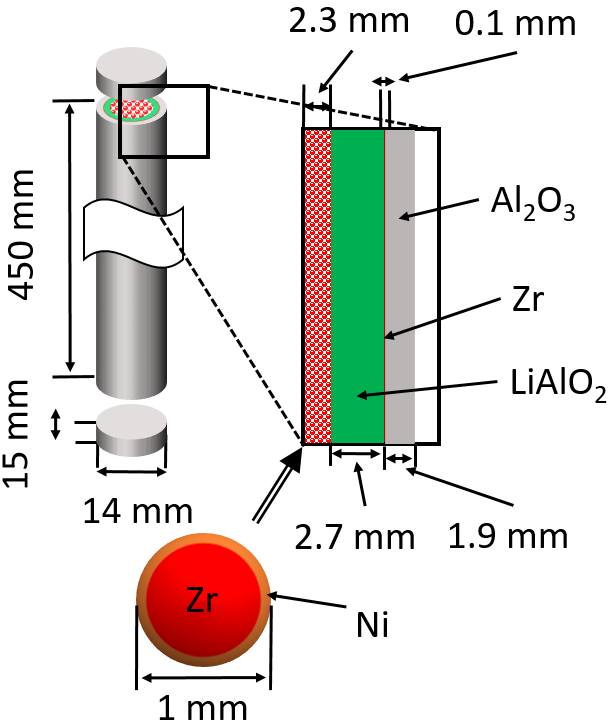 2.3 mm
0.1 mm
450 mm
Al₂O₃
Zr
LiAlO₂
15 mm
14 mm
2.7 mm
1.9 mm
Zr
Ni
1 mm